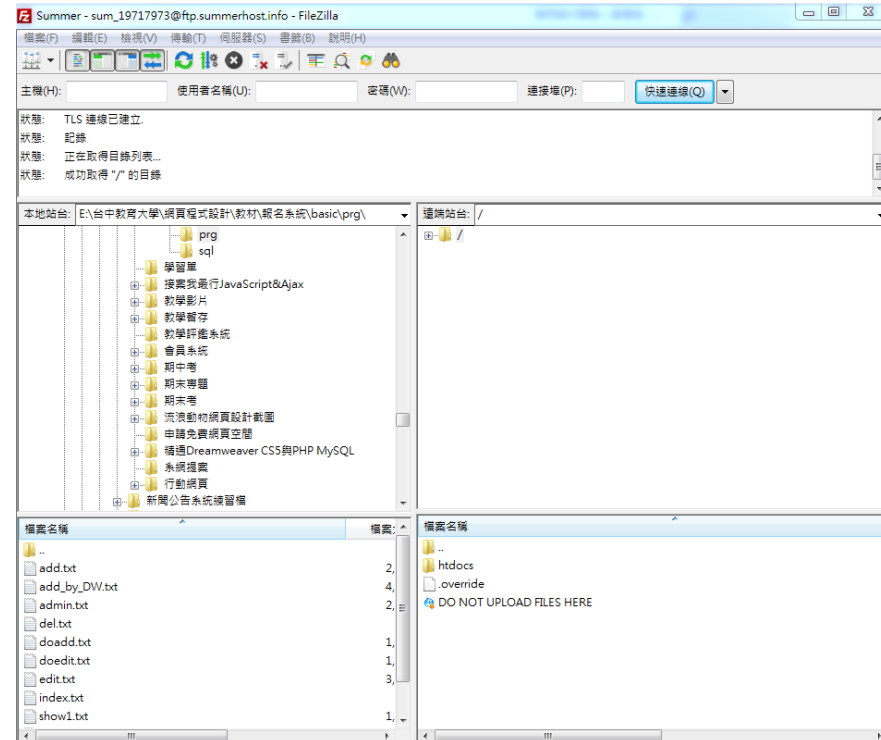 Summer - sum_19717973@ftp.summerhost.info - FileZilla
檔案(F) 編輯(E) 檢視(V) 傳輸(T) 伺服器(S) 書籤(B) 說明(H)
主機(H): 使用者名稱(U): 密碼(W): 連接埠(P): 快速連線(Q)
狀態: TLS 連線已建立.
狀態: 記錄
狀態: 正在取得目錄列表...
狀態: 成功取得 "/" 的目錄
本地站台: E:\台中教育大學\網頁程式設計\教材\報名系統\basic\prg\
prg
sql
學習單
接案我最行JavaScript&Ajax
教學影片
教學暫存
教學評鑑系統
會員系統
期中考
期末專題
期末考
流浪動物網頁設計截圖
申請免費網頁空間
精通Dreamweaver CS5與PHP MySQL
系網提案
行動網頁
新聞公告系統練習檔
遠端站台: /
/
檔案名稱 檔案:
..
add.txt 2,
add_by_DW.txt 4,
admin.txt 2,
del.txt
doadd.txt 1,
doedit.txt 1,
edit.txt 3,
index.txt
show1.txt 1,
檔案名稱
..
htdocs
.override
DO NOT UPLOAD FILES HERE